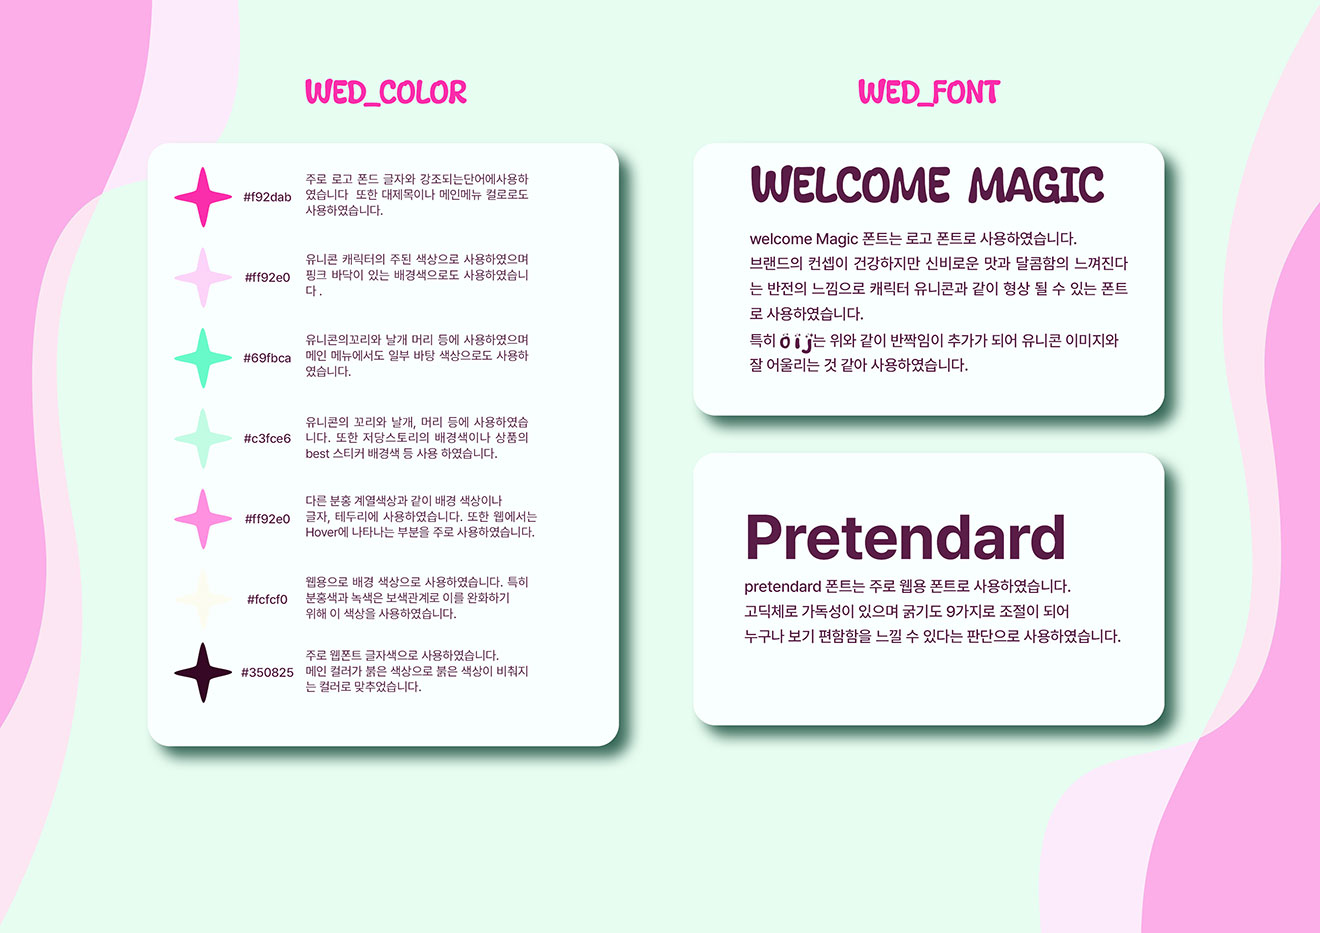 WED_COLOR
#f92dab
주로 로고 폰드 글자와 강조되는단어에사용하
였습니다 또한 대제목이나 메인메뉴 컬로로도
사용하였습니다.
#ff92e0
유니콘 캐릭터의 주된 색상으로 사용하였으며
핑크 바닥이 있는 배경색으로도 사용하였습니
다 .
#69fbca
유니콘의꼬리와 날개 머리 등에 사용하였으며
메인 메뉴에서도 일부 바탕 색상으로도 사용하
였습니다.
#c3fce6
유니콘의 꼬리와 날개, 머리 등에 사용하였습
니다. 또한 저당스토리의 배경색이나 상품의
best 스티커 배경색 등 사용 하였습니다.
#ff92e0
다른 분홍 계열색상과 같이 배경 색상이나
글자, 테두리에 사용하였습니다. 또한 웹에서는
Hover에 나타나는 부분을 주로 사용하였습니다.
#fcfcf0
웹용으로 배경 색상으로 사용하였습니다. 특히
분홍색과 녹색은 보색관계로 이를 완화하기
위해 이 색상을 사용하였습니다.
#350825
주로 웹폰트 글자색으로 사용하였습니다.
메인 컬러가 붉은 색상으로 붉은 색상이 비춰지
는 컬러로 맞추었습니다.
WED_FONT
WELCOME MAGIC
welcome Magic 폰트는 로고 폰트로 사용하였습니다.
브랜드의 컨셉이 건강하지만 신비로운 맛과 달콤함의 느껴진다
는 반전의 느낌으로 캐릭터 유니콘과 같이 형상 될 수 있는 폰트
로 사용하였습니다.
특히 öij는 위와 같이 반짝임이 추가가 되어 유니콘 이미지와
잘 어울리는 것 같아 사용하였습니다.
Pretendard
pretendard 폰트는 주로 웹용 폰트로 사용하였습니다.
고딕체로 가독성이 있으며 굵기도 9가지로 조절이 되어
누구나 보기 편함함을 느낄 수 있다는 판단으로 사용하였습니다.